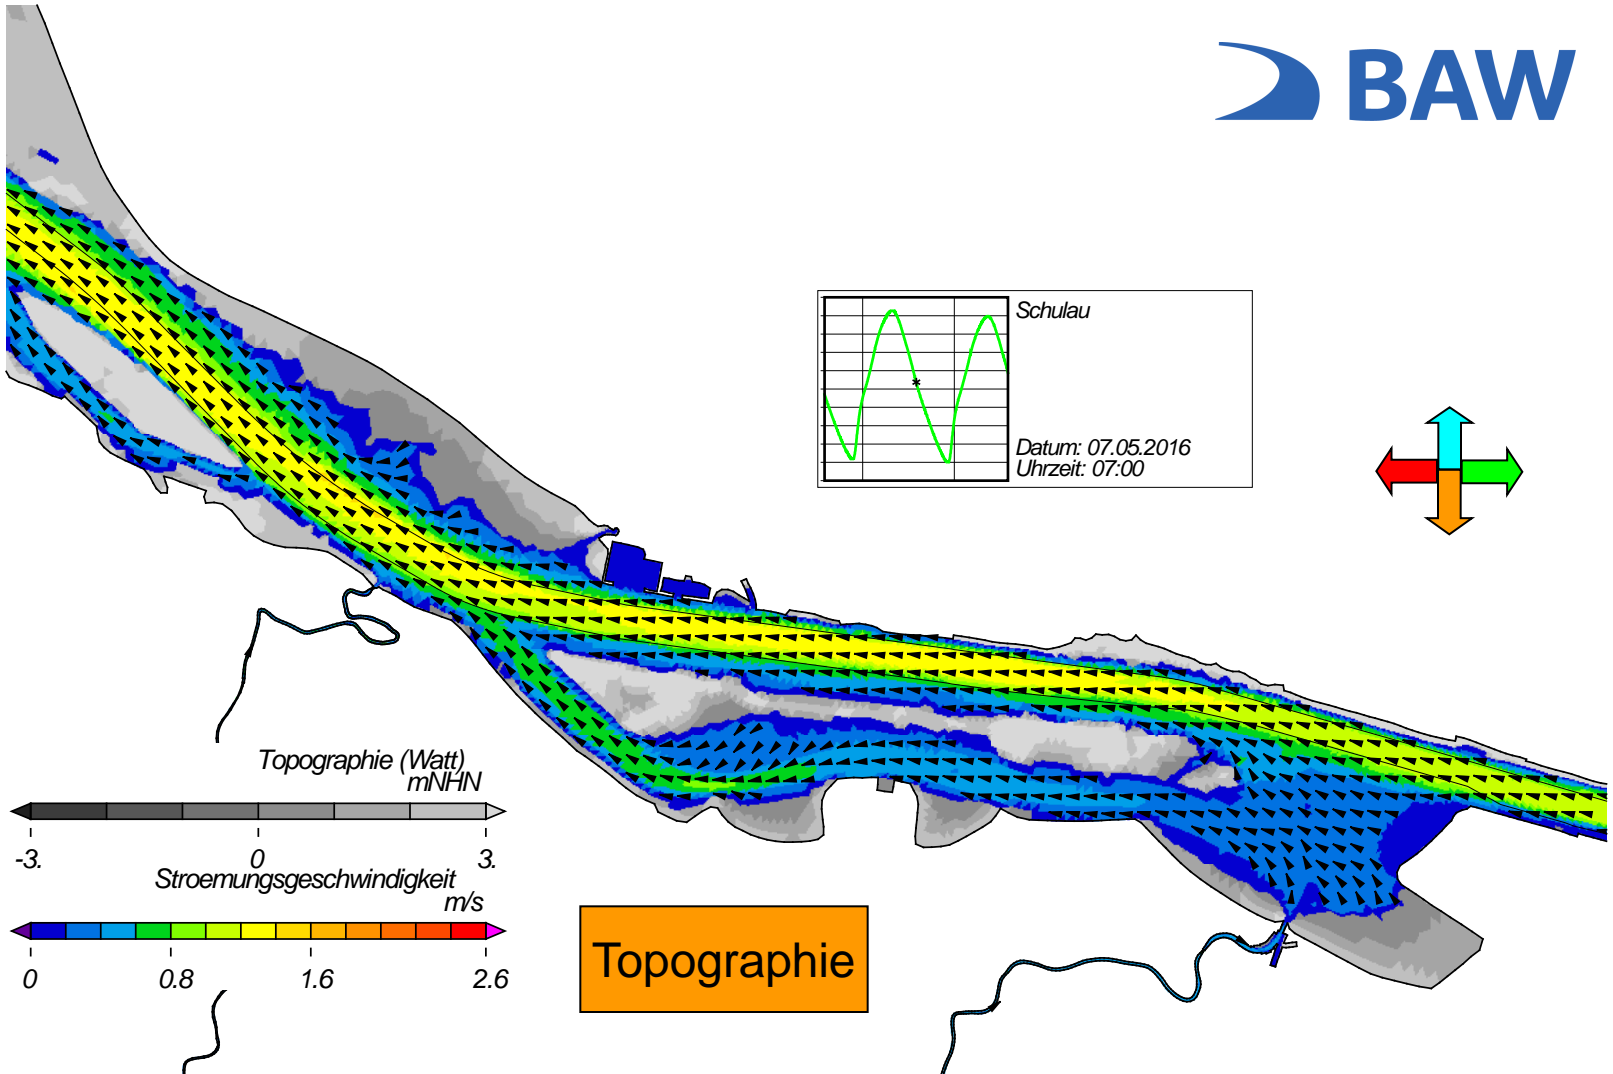 BAW
Schulau
Datum: 07.05.2016
Uhrzeit: 07:00
Topographie (Watt)
mNHN
-3. 0 3.
Stroemungsgeschwindigkeit
m/s
0 0.8 1.6 2.6
Topographie